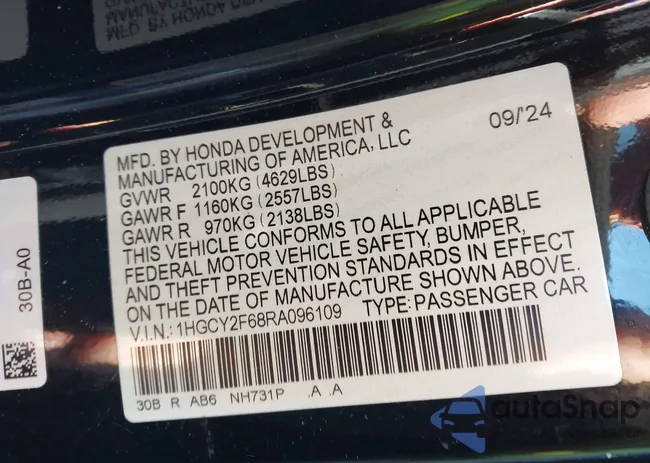 MFD. BY HONDA DEVELOPMENT &
MANUFACTURING OF AMERICA, LLC
09/24
GVWR 2100KG (4629LBS)
GAWR F 1160KG (2557LBS)
GAWR R 970KG (2138LBS)
THIS VEHICLE CONFORMS TO ALL APPLICABLE
FEDERAL MOTOR VEHICLE SAFETY, BUMPER,
AND THEFT PREVENTION STANDARDS IN EFFECT
ON THE DATE OF MANUFACTURE SHOWN ABOVE.
V.I.N.: 1HGCY2F68RA096109 TYPE: PASSENGER CAR
30B R AB6 NH731P .A .A
30B-A0
autoSnap